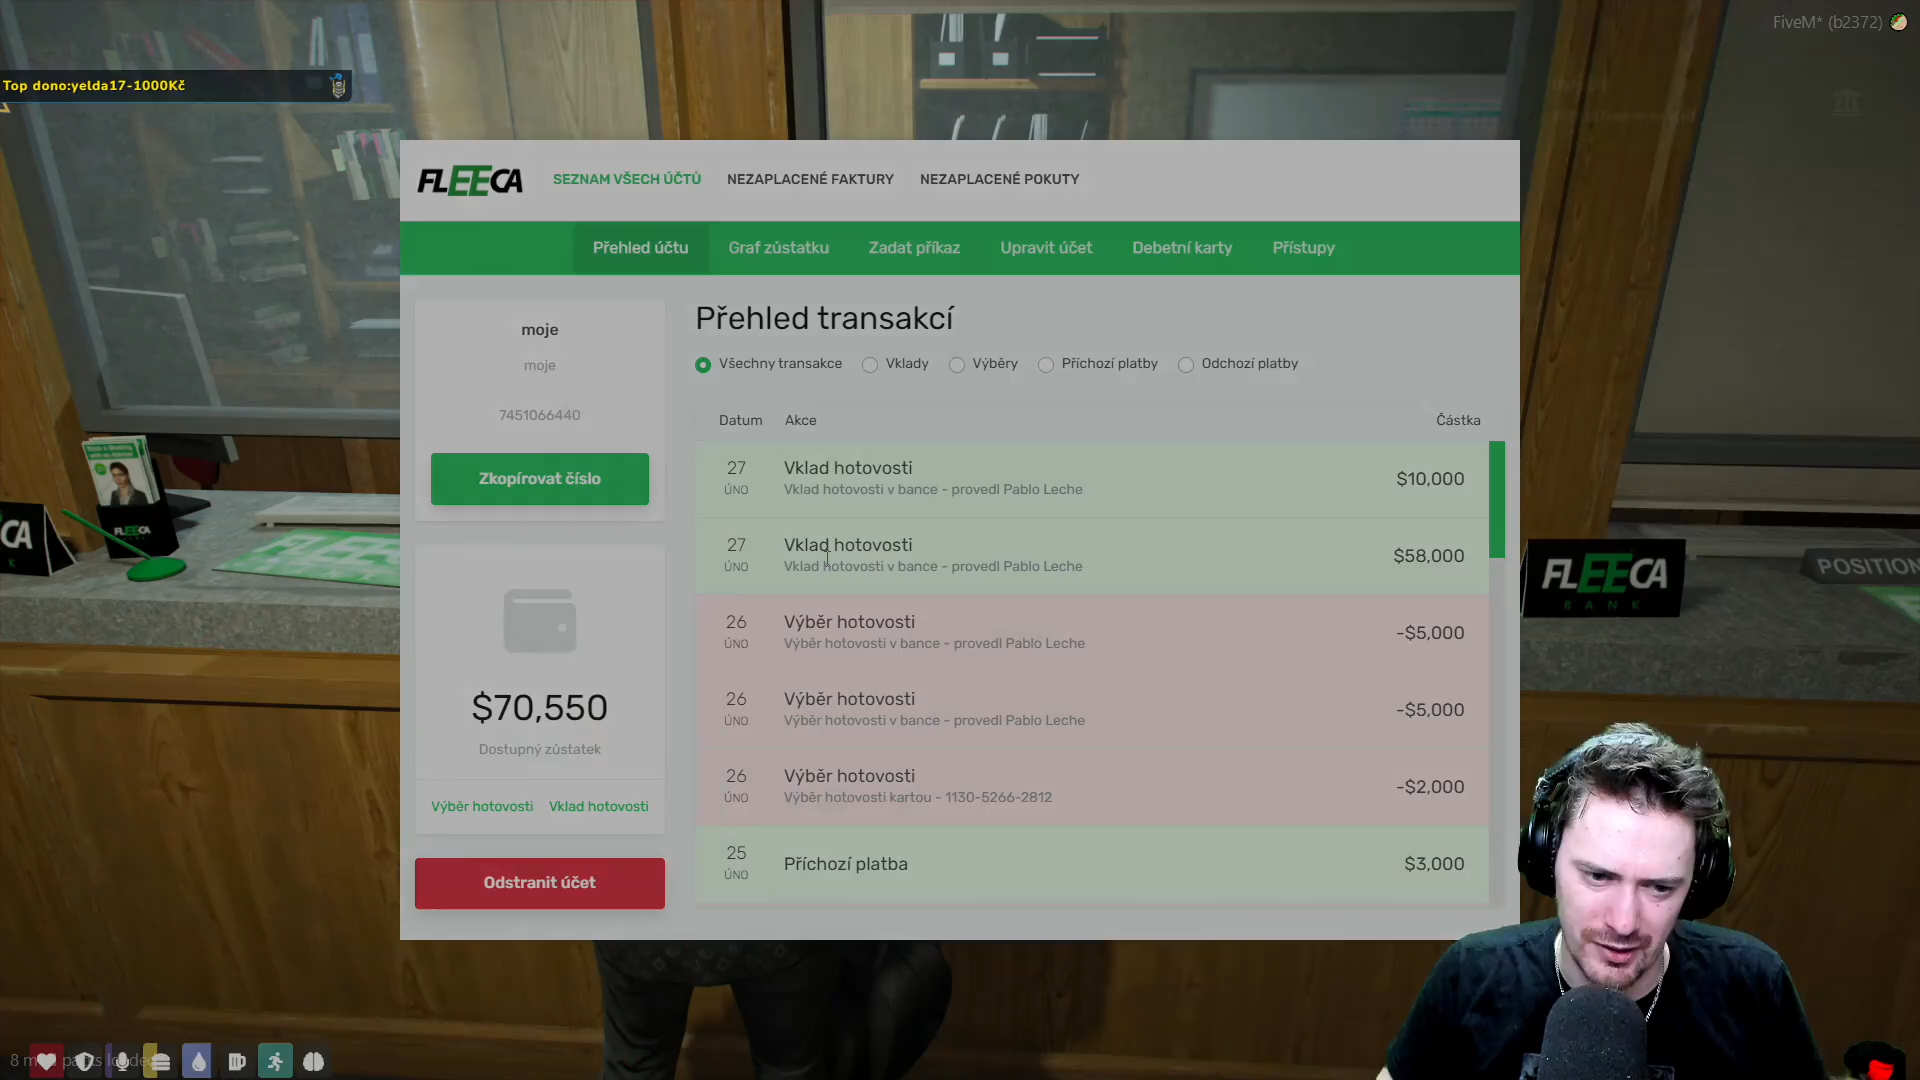 FiveM* (b2372)
Top dono:yelda17-1000Kč
FLEECA
SEZNAM VŠECH ÚČTŮ
NEZAPLACENÉ FAKTURY
NEZAPLACENÉ POKUTY
Přehled účtu
Graf zůstatku
Zadat příkaz
Upravit účet
Debetní karty
Přístupy
moje
moje
7451066440
Zkopírovat číslo
$70,550
Dostupný zůstatek
Výběr hotovosti
Vklad hotovosti
Odstranit účet
Přehled transakcí
Všechny transakce
Vklady
Výběry
Příchozí platby
Odchozí platby
Datum
Akce
Částka
27
ÚNO
Vklad hotovosti
Vklad hotovosti v bance - provedl Pablo Leche
$10,000
27
ÚNO
Vklad hotovosti
Vklad hotovosti v bance - provedl Pablo Leche
$58,000
26
ÚNO
Výběr hotovosti
Výběr hotovosti v bance - provedl Pablo Leche
-$5,000
26
ÚNO
Výběr hotovosti
Výběr hotovosti v bance - provedl Pablo Leche
-$5,000
26
ÚNO
Výběr hotovosti
Výběr hotovosti kartou - 1130-5266-2812
-$2,000
25
ÚNO
Příchozí platba
$3,000
FLEECA
FLEECA
BANK
POSITION